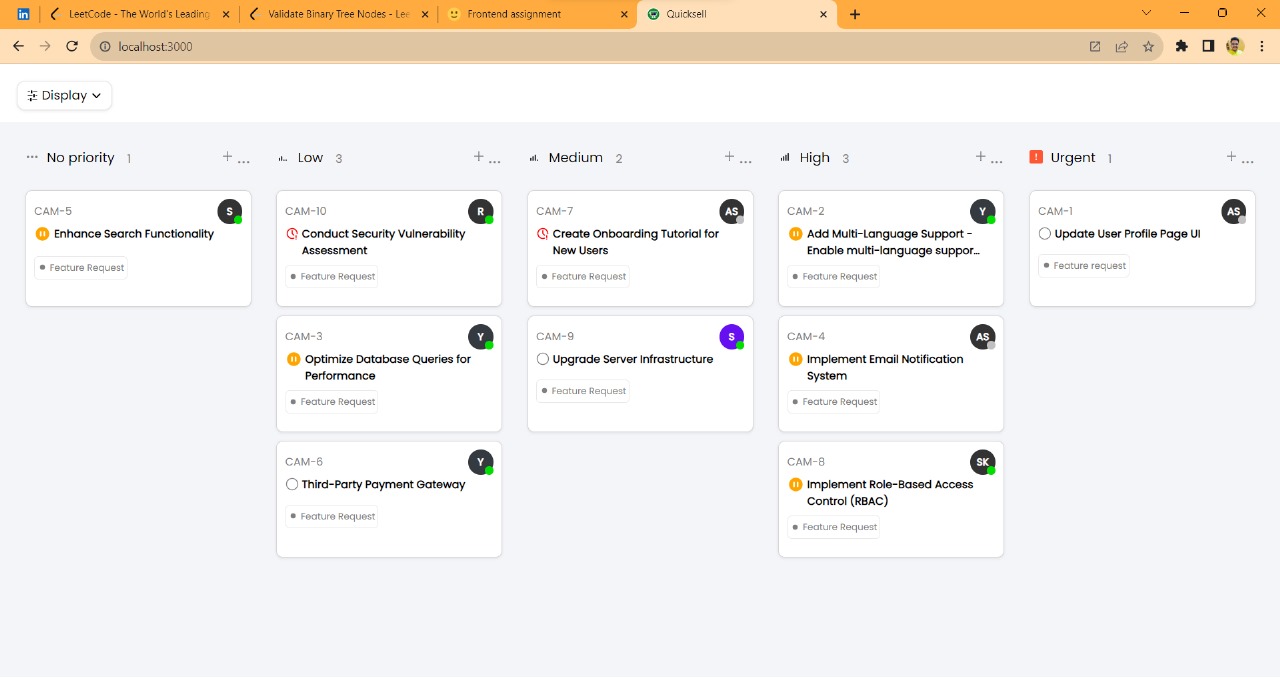 in
LeetCode - The World's Leading
Validate Binary Tree Nodes - Lee
Frontend assignment
Quicksell
localhost:3000
Display
No priority 1
Low 3
Medium 2
High 3
! Urgent 1
CAM-5
S
Enhance Search Functionality
Feature Request
CAM-10
R
Conduct Security Vulnerability
Assessment
Feature Request
CAM-3
Y
Optimize Database Queries for
Performance
Feature Request
CAM-6
Y
Third-Party Payment Gateway
Feature Request
CAM-7
AS
Create Onboarding Tutorial for
New Users
Feature Request
CAM-9
S
Upgrade Server Infrastructure
Feature Request
CAM-2
Y
Add Multi-Language Support -
Enable multi-language suppor...
Feature Request
CAM-4
AS
Implement Email Notification
System
Feature Request
CAM-8
SK
Implement Role-Based Access
Control (RBAC)
Feature Request
CAM-1
AS
Update User Profile Page UI
Feature request